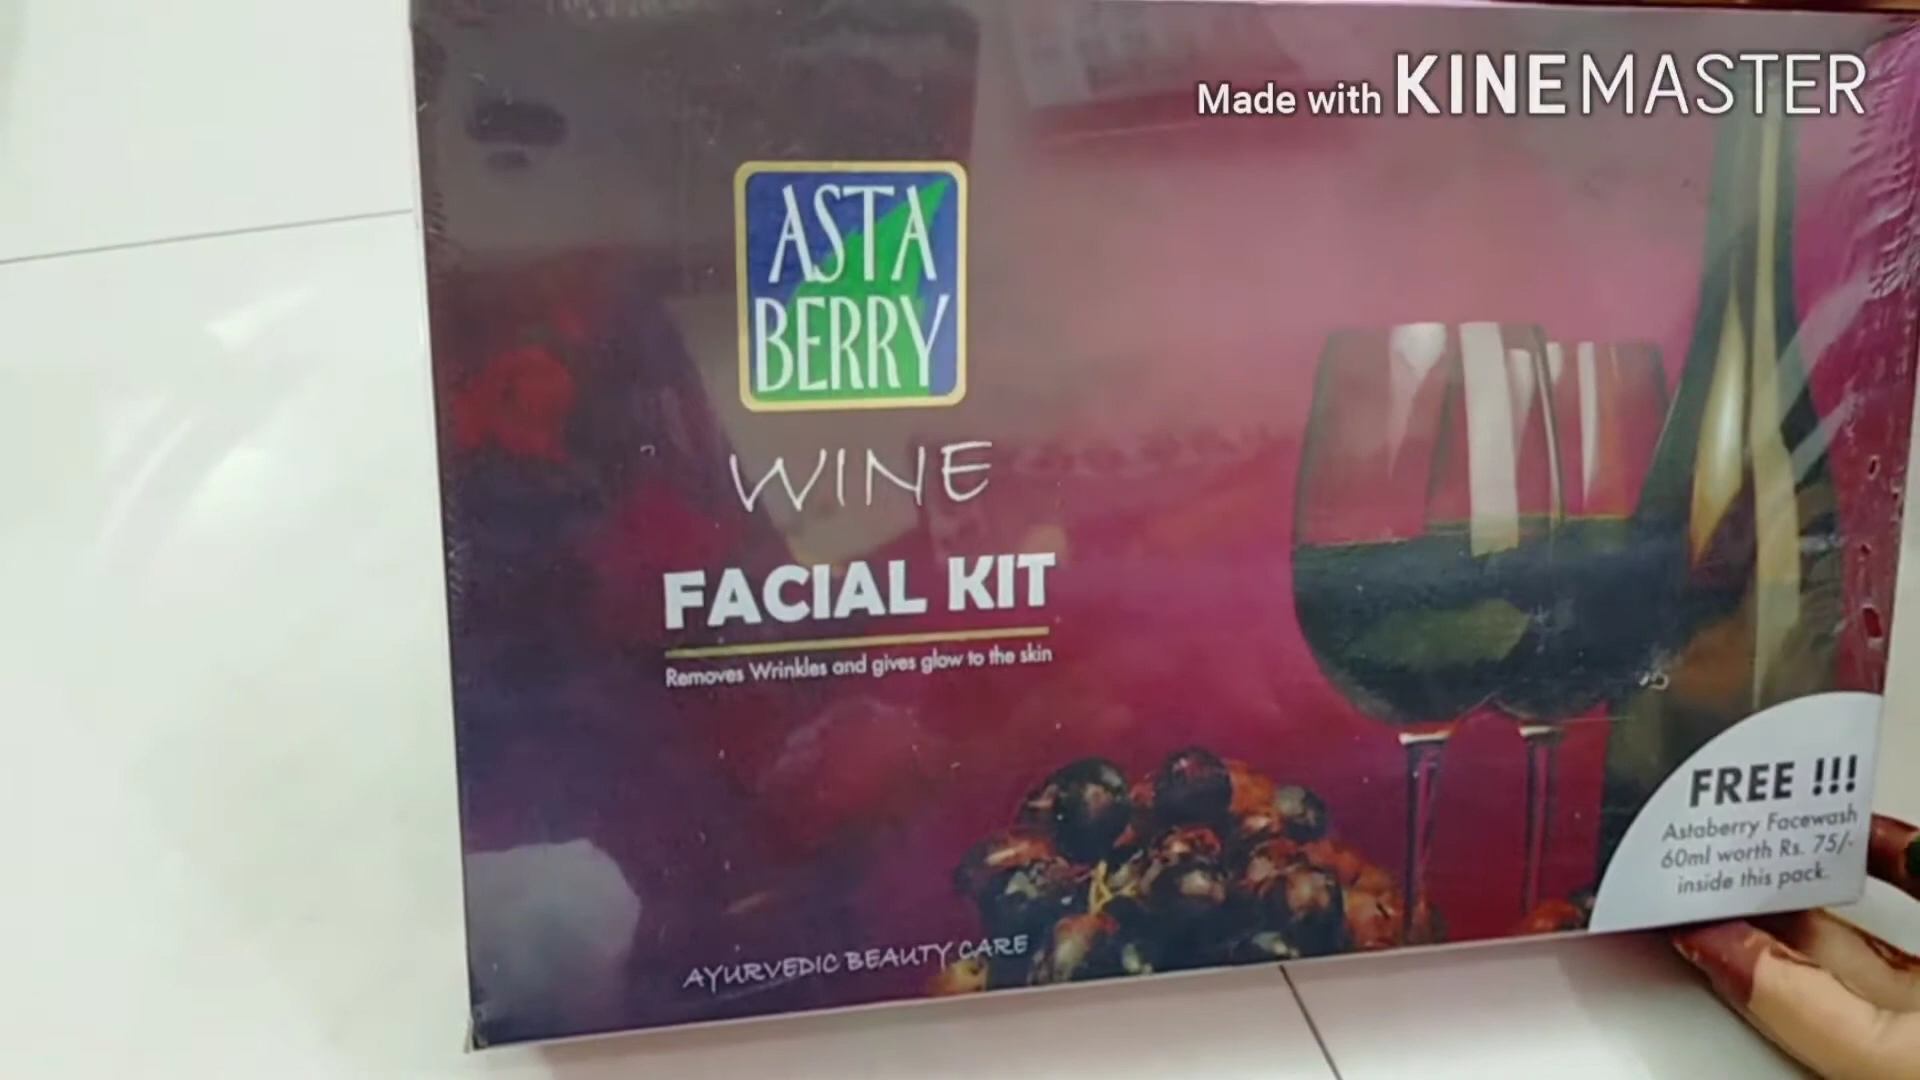 Made with KINEMASTER
ASTA
BERRY
WINE
FACIAL KIT
Removes Wrinkles and gives glow to the skin
FREE !!!
Astaberry Facewash
60ml worth Rs. 75/-
inside this pack.
AYURVEDIC BEAUTY CARE